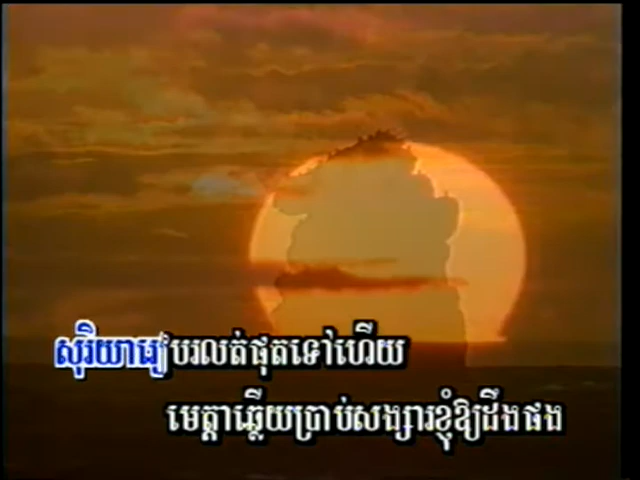 សុរិយារៀបរលត់ផុតទៅហើយ
មេត្តាឆ្លើយប្រាប់សង្សារខ្ញុំឱ្យដឹងផង